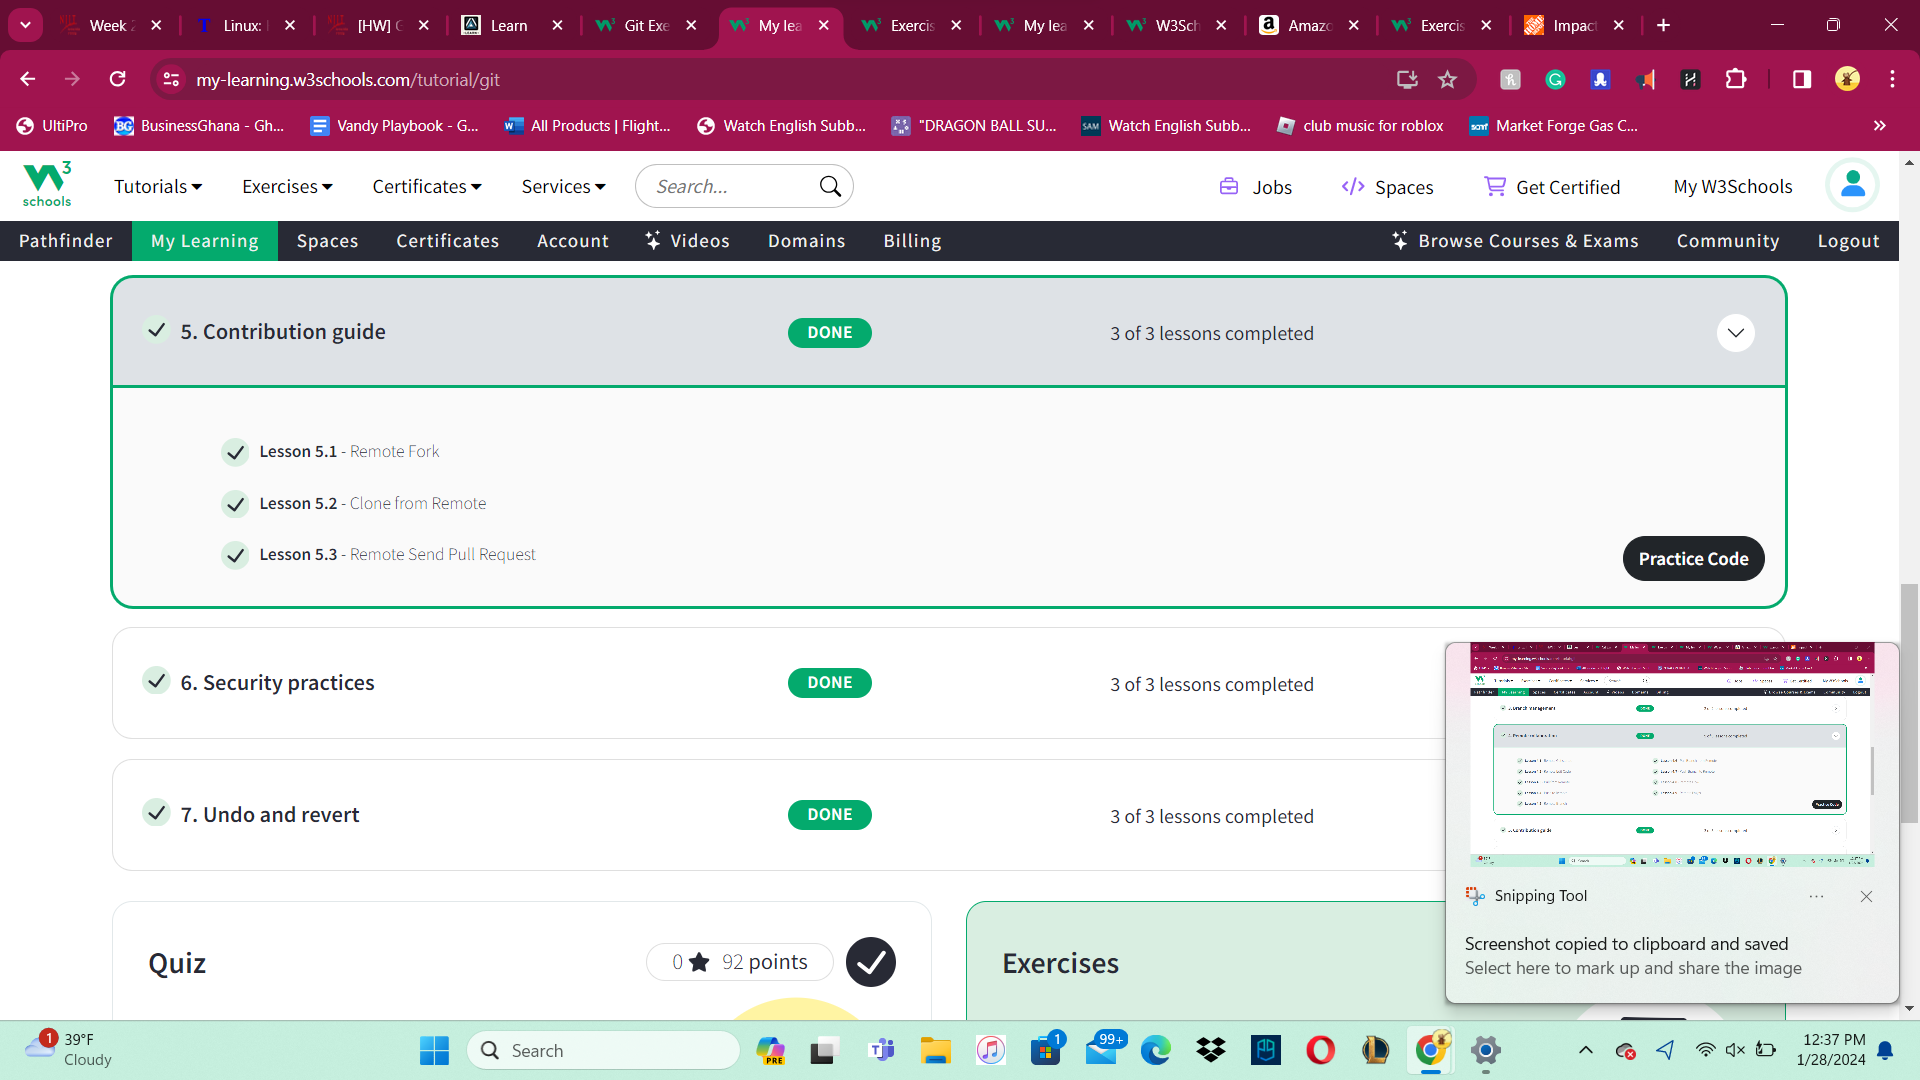 Week 2
Linux:
[HW] G
Learn
Git Exe
My lea
Exercis
My lea
W3Sch
Amazo
Exercis
Impact
my-learning.w3schools.com/tutorial/git
UltiPro
BusinessGhana - Gh...
Vandy Playbook - G...
All Products | Flight...
Watch English Subb...
"DRAGON BALL SU...
Watch English Subb...
club music for roblox
Market Forge Gas C...
schools
Tutorials
Exercises
Certificates
Services
Search...
Jobs
Spaces
Get Certified
My W3Schools
Pathfinder
My Learning
Spaces
Certificates
Account
Videos
Domains
Billing
Browse Courses & Exams
Community
Logout
5. Contribution guide
DONE
3 of 3 lessons completed
Lesson 5.1 - Remote Fork
Lesson 5.2 - Clone from Remote
Lesson 5.3 - Remote Send Pull Request
Practice Code
6. Security practices
DONE
3 of 3 lessons completed
7. Undo and revert
DONE
3 of 3 lessons completed
Quiz
0 92 points
Exercises
Snipping Tool
Screenshot copied to clipboard and saved
Select here to mark up and share the image
1
39°F
Cloudy
Search
PRE
1
99+
12:37 PM
1/28/2024